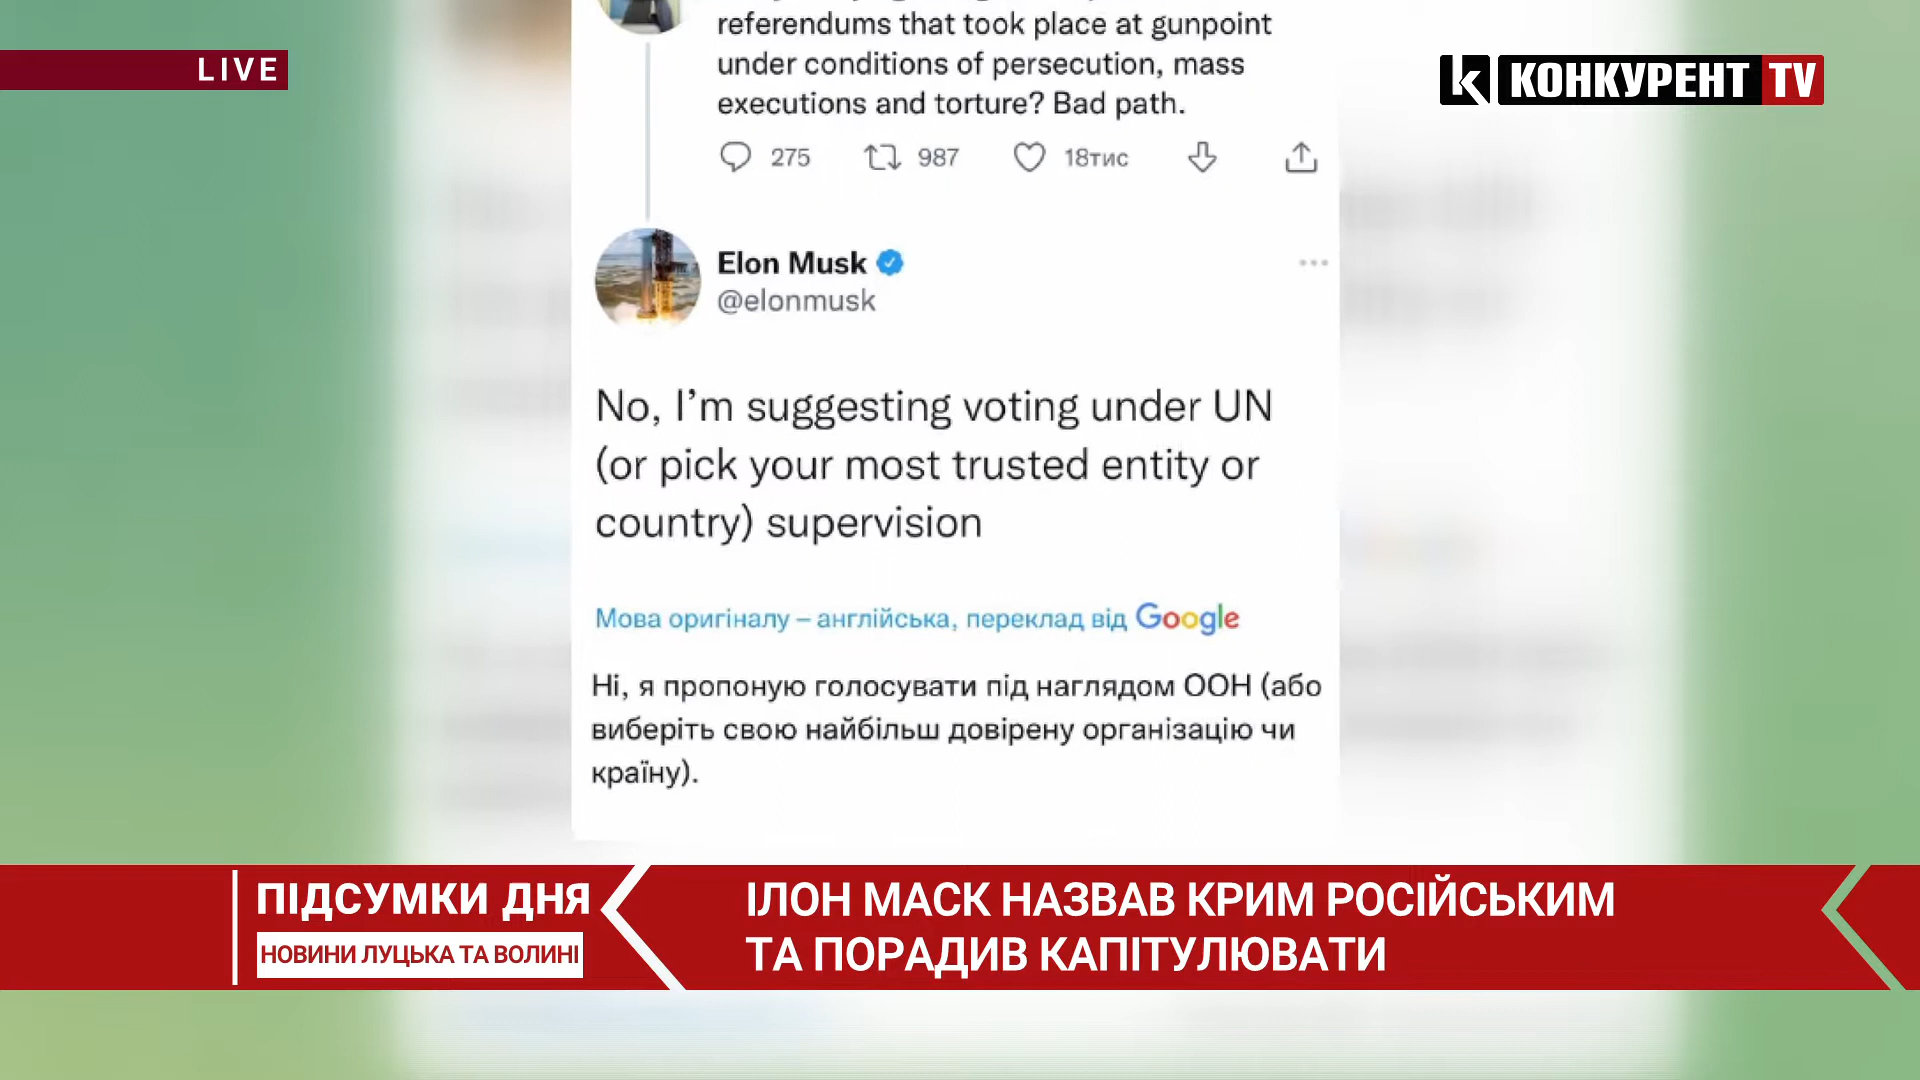 LIVE
КОНКУРЕНТ TV
referendums that took place at gunpoint
under conditions of persecution, mass
executions and torture? Bad path.
275 987 18тис
Elon Musk
@elonmusk
No, I’m suggesting voting under UN
(or pick your most trusted entity or
country) supervision
Мова оригіналу – англійська, переклад від Google
Ні, я пропоную голосувати під наглядом ООН (або
виберіть свою найбільш довірену організацію чи
країну).
ПІДСУМКИ ДНЯ
НОВИНИ ЛУЦЬКА ТА ВОЛИНІ
ІЛОН МАСК НАЗВАВ КРИМ РОСІЙСЬКИМ
ТА ПОРАДИВ КАПІТУЛЮВАТИ